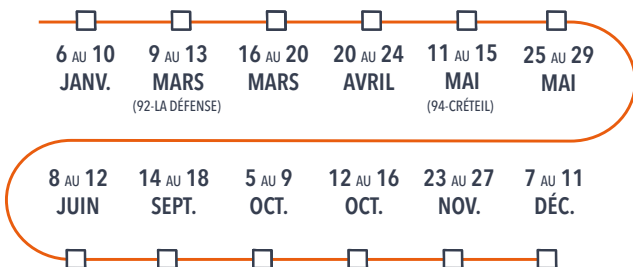 6 AU 10 9 AU 13 16 AU 20 20 AU 24 11 AU 15 25 AU 29
JANV. MARS MARS AVRIL MAI MAI
(92-LA DÉFENSE) (94-CRÉTEIL)
8 AU 12 14 AU 18 5 AU 9 12 AU 16 23 AU 27 7 AU 11
JUIN SEPT. OCT. OCT. NOV. DÉC.